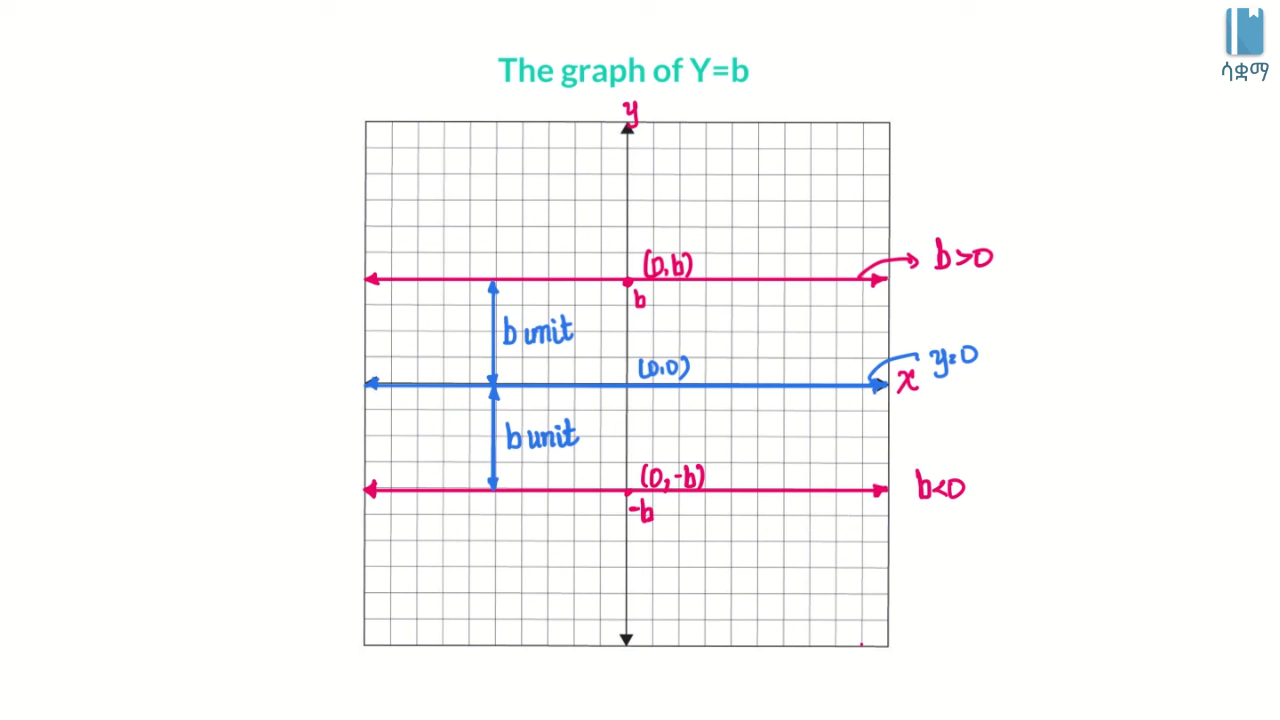 ሳቋማ
The graph of Y=b
y
(0,b)
b>0
b
b unit
(0,0)
y=0
x
b unit
(0,-b)
b<0
-b